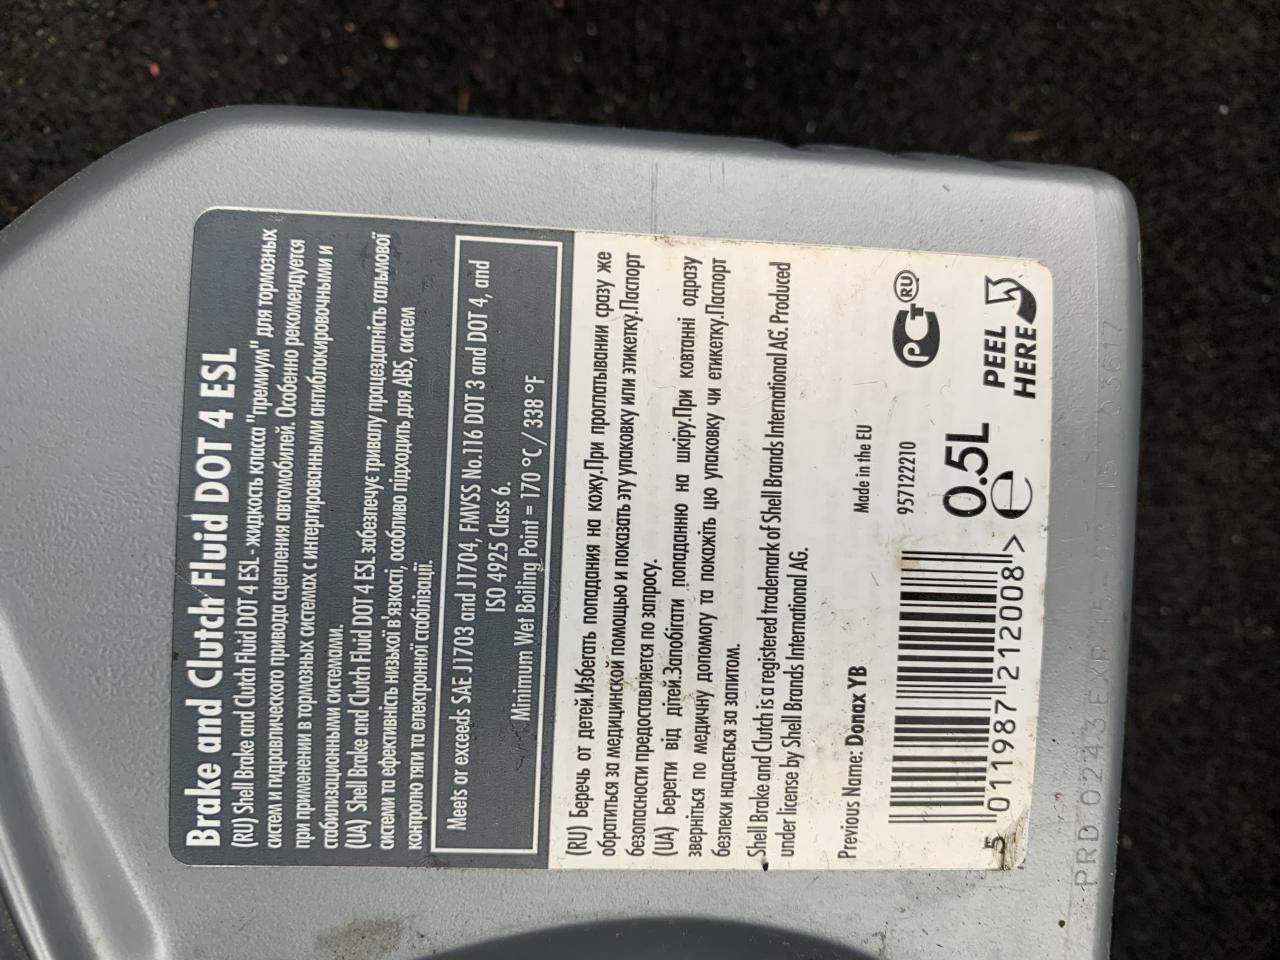 Brake and Clutch Fluid DOT 4 ESL
(RU) Shell Brake and Clutch Fluid DOT 4 ESL - жидкость класса "премиум" для тормозных
систем и гидравлического привода сцепления автомобилей. Особенно рекомендуется
при применении в тормозных системах с интертированными антиблокировочными и
стабилизационными системами.
(UA) Shell Brake and Clutch Fluid DOT 4 ESL забезпечує тривалу працездатність гальмової
системи та ефективність низької в'язкості, особливо підходить для ABS, систем
контролю тяги та електронної стабілізації.
Meets or exceeds SAE J1703 and J1704, FMVSS No.116 DOT 3 and DOT 4, and
ISO 4925 Class 6.
Minimum Wet Boiling Point = 170 °C / 338 °F
(RU) Беречь от детей.Избегать попадания на кожу.При проглатывании сразу же
обратиться за медицинской помощью и показать эту упаковку или этикетку.Паспорт
безопасности предоставляется по запросу.
(UA) Берегти від дітей.Запобігати попаданню на шкіру.При ковтанні одразу
зверніться по медичну допомогу та покажіть цю упаковку чи етикетку.Паспорт
безпеки надається за запитом.
Shell Brake and Clutch is a registered trademark of Shell Brands International AG. Produced
under license by Shell Brands International AG.
Previous Name: Donax YB
Made in the EU
957122210
PC+ RU
0.5L
e
PEEL
HERE
5 011987 212008 >
PRD 0243 EXP